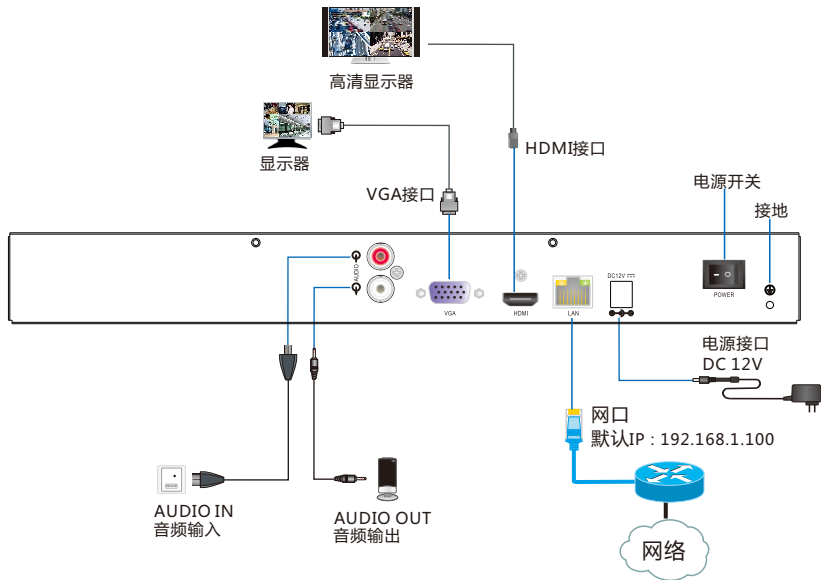 高清显示器
显示器
HDMI接口
VGA接口
电源开关
接地
AUDIO
VGA
HDMI
LAN
DC12V
POWER
电源接口
DC 12V
网口
默认IP : 192.168.1.100
AUDIO IN
音频输入
AUDIO OUT
音频输出
网络